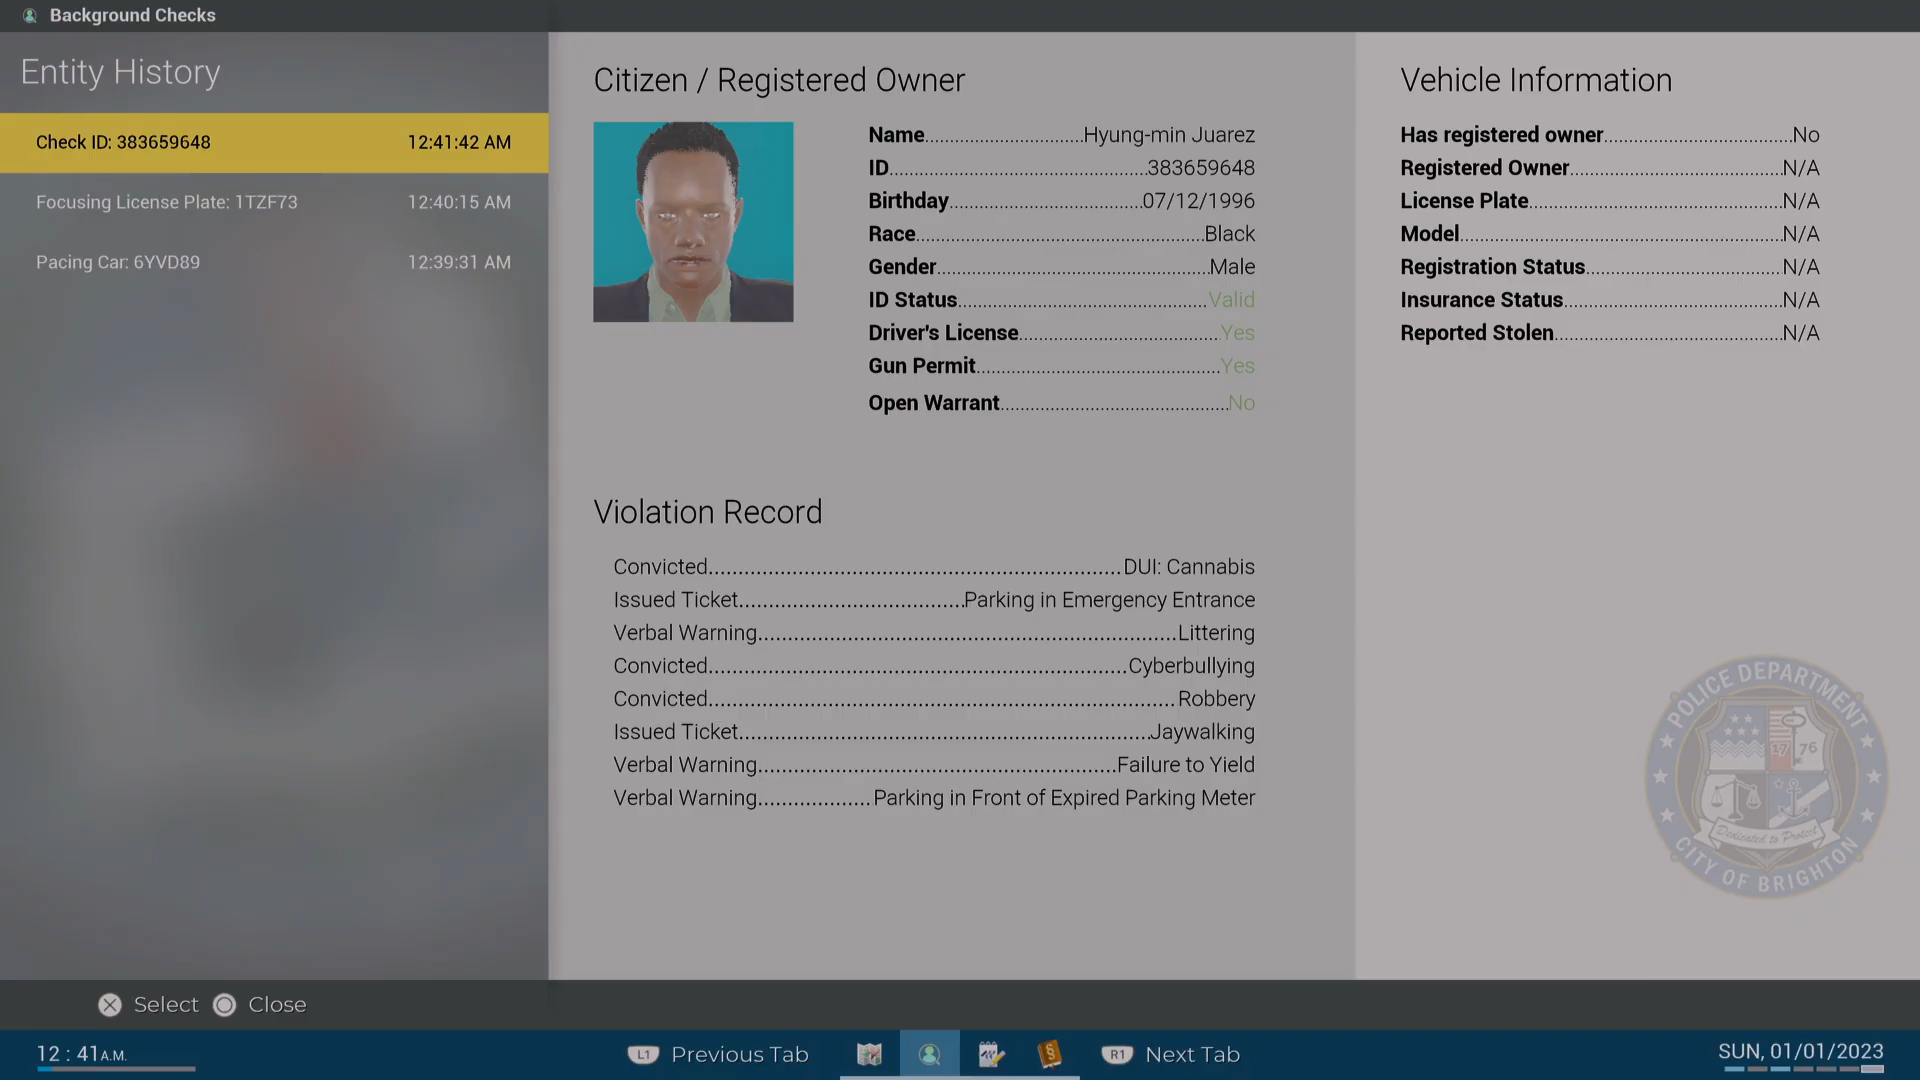 Background Checks
Entity History
Check ID: 383659648 12:41:42 AM
Focusing License Plate: 1TZF73 12:40:15 AM
Pacing Car: 6YVD89 12:39:31 AM
Citizen / Registered Owner
Name Hyung-min Juarez
ID 383659648
Birthday 07/12/1996
Race Black
Gender Male
ID Status Valid
Driver's License Yes
Gun Permit Yes
Open Warrant No
Violation Record
Convicted DUI: Cannabis
Issued Ticket Parking in Emergency Entrance
Verbal Warning Littering
Convicted Cyberbullying
Convicted Robbery
Issued Ticket Jaywalking
Verbal Warning Failure to Yield
Verbal Warning Parking in Front of Expired Parking Meter
Vehicle Information
Has registered owner No
Registered Owner N/A
License Plate N/A
Model N/A
Registration Status N/A
Insurance Status N/A
Reported Stolen N/A
POLICE DEPARTMENT
17 76
Dedicated to Protect
CITY OF BRIGHTON
Select Close
12 : 41 A.M.
L1 Previous Tab
R1 Next Tab
SUN, 01/01/2023